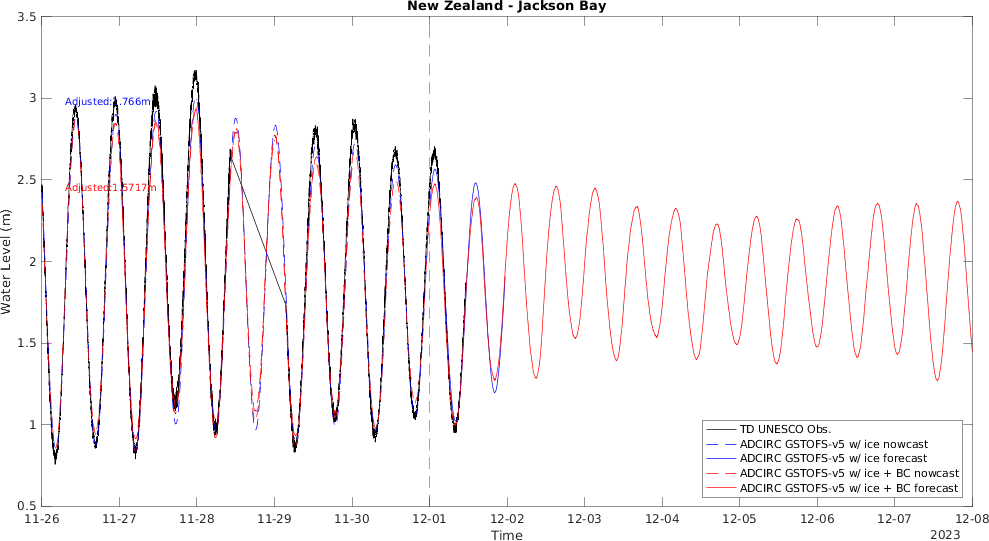 New Zealand - Jackson Bay
Water Level (m)
3.5
3
2.5
2
1.5
1
0.5
Adjusted:1.5717m
TD UNESCO Obs.
ADCIRC GSTOFS-v5 w/ ice nowcast
ADCIRC GSTOFS-v5 w/ ice forecast
ADCIRC GSTOFS-v5 w/ ice + BC nowcast
ADCIRC GSTOFS-v5 w/ ice + BC forecast
11-26 11-27 11-28 11-29 11-30 12-01 12-02 12-03 12-04 12-05 12-06 12-07 12-08
Time
2023